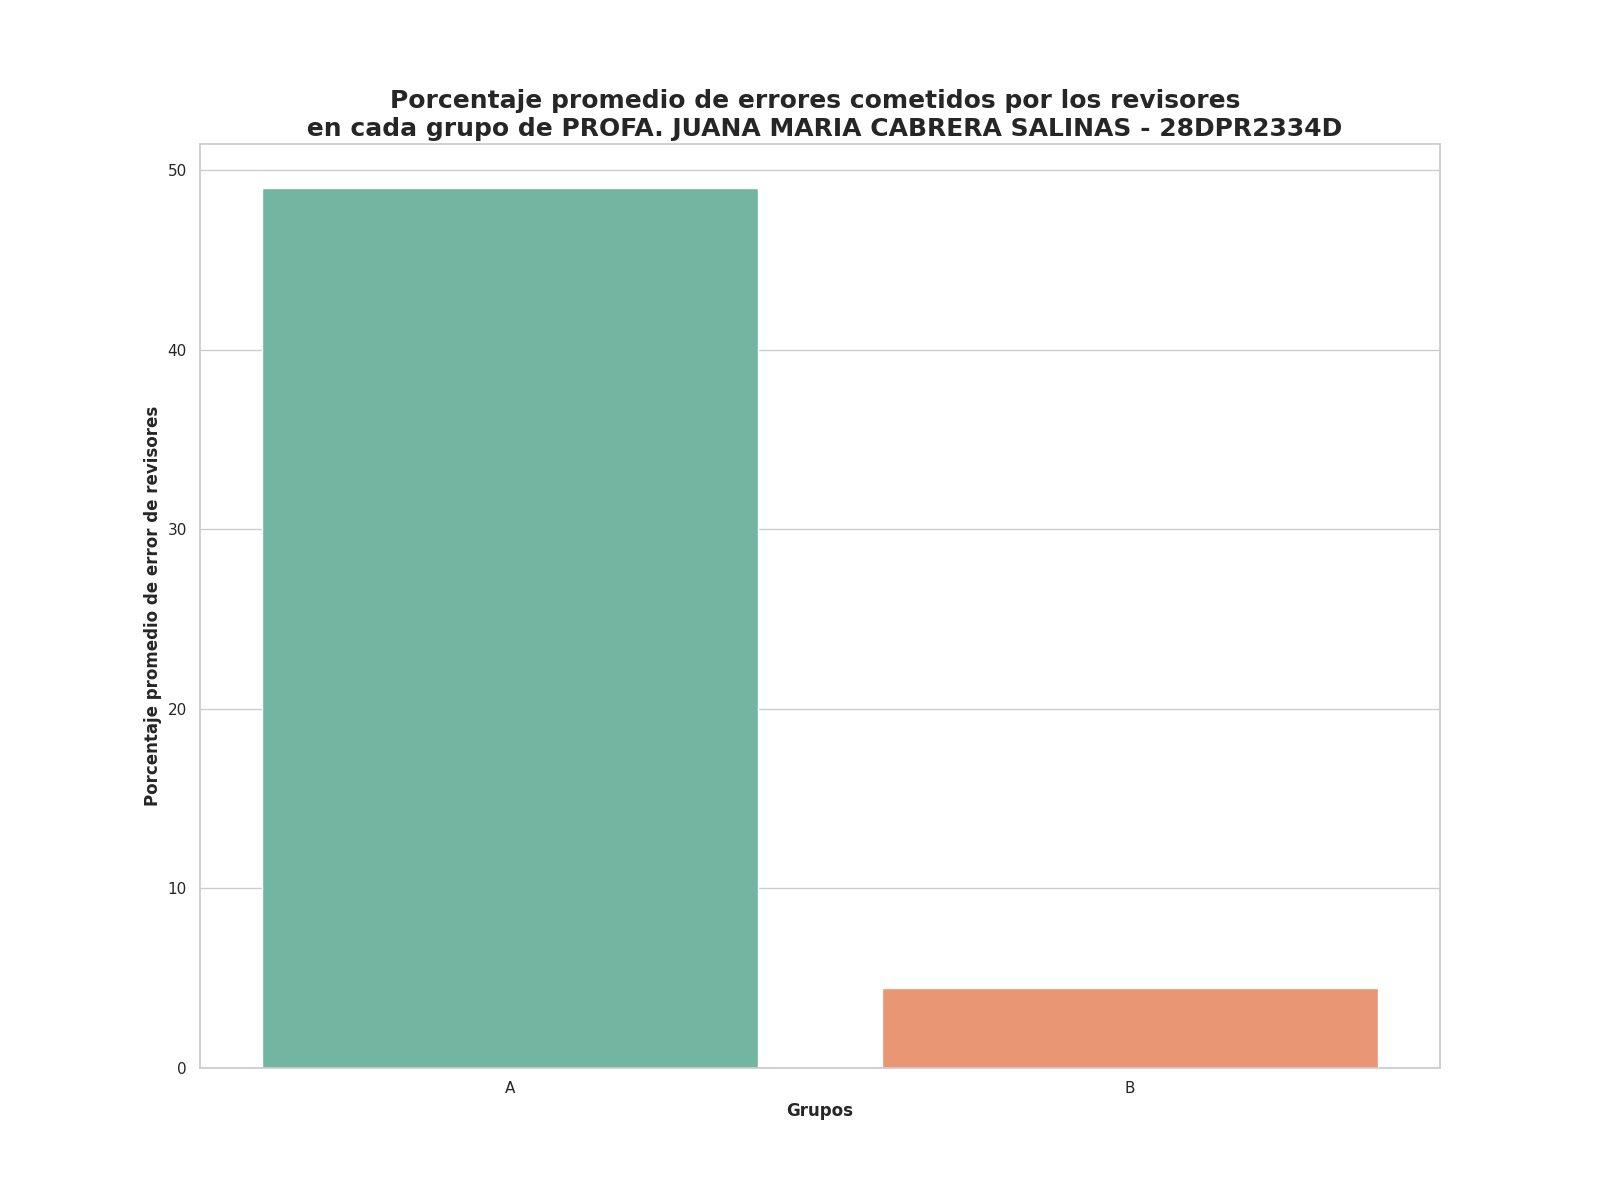 Porcentaje promedio de errores cometidos por los revisores
en cada grupo de PROFA. JUANA MARIA CABRERA SALINAS - 28DPR2334D
Porcentaje promedio de error de revisores
50
40
30
20
10
0
A
B
Grupos